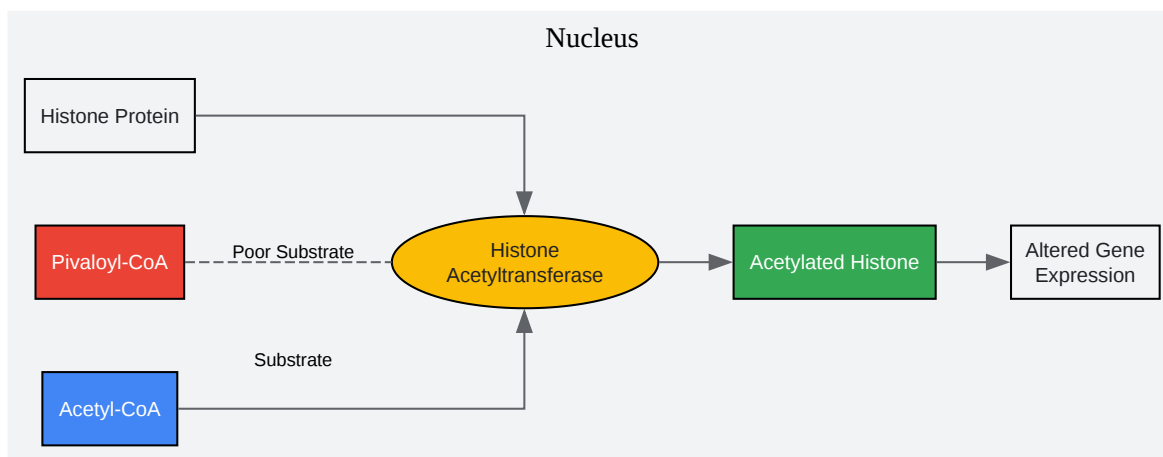 Nucleus
Histone Protein
Pivaloyl-CoA
Poor Substrate
Histone
Acetyltransferase
Acetylated Histone
Altered Gene
Expression
Substrate
Acetyl-CoA